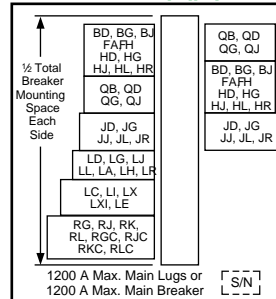 ½ Total
Breaker
Mounting
Space
Each
Side
BD, BG, BJ
FAFH
HD, HG
HJ, HL, HR
QB, QD
QG, QJ
JD, JG
JJ, JL, JR
LD, LG, LJ
LL, LA, LH, LR
LC, LI, LX
LXI, LE
RG, RJ, RK,
RL, RGC, RJC
RKC, RLC
QB, QD
QG, QJ
BD, BG, BJ
FAFH
HD, HG
HJ, HL, HR
JD, JG
JJ, JL, JR
1200 A Max. Main Lugs or
1200 A Max. Main Breaker
S/N